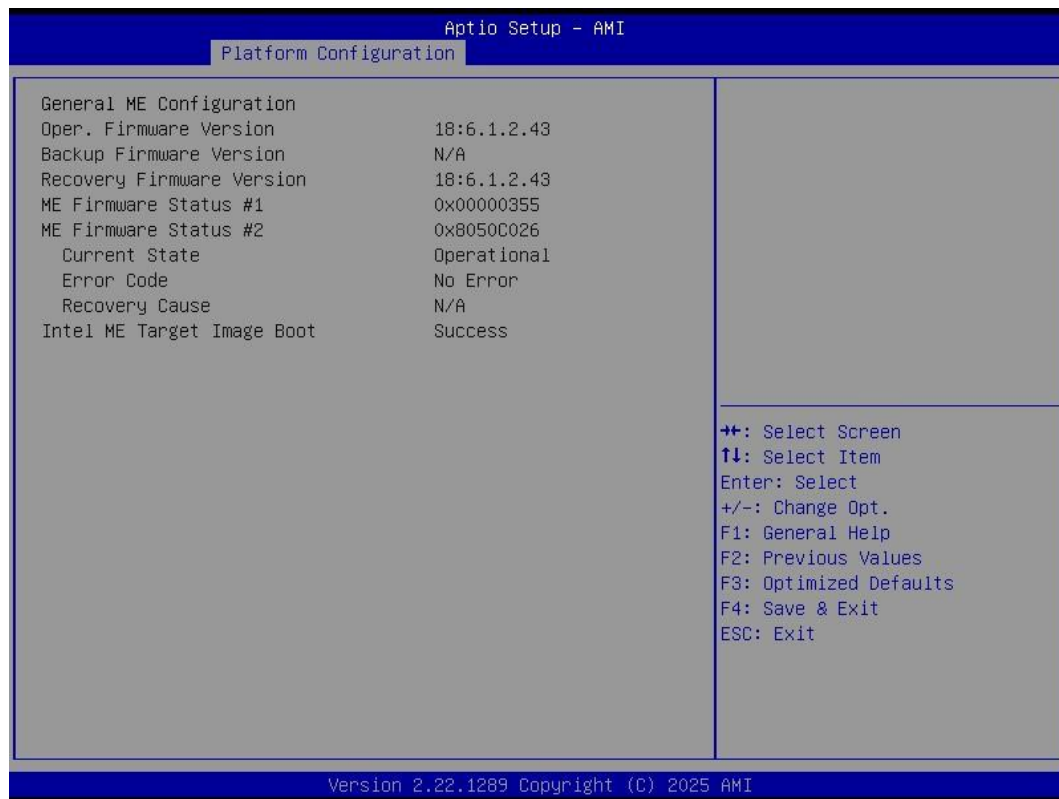 Aptio Setup – AMI
Platform Configuration
General ME Configuration
Oper. Firmware Version 18:6.1.2.43
Backup Firmware Version N/A
Recovery Firmware Version 18:6.1.2.43
ME Firmware Status #1 0x00000355
ME Firmware Status #2 0x8050C026
Current State Operational
Error Code No Error
Recovery Cause N/A
Intel ME Target Image Boot Success
→←: Select Screen
↑↓: Select Item
Enter: Select
+/-: Change Opt.
F1: General Help
F2: Previous Values
F3: Optimized Defaults
F4: Save & Exit
ESC: Exit
Version 2.22.1289 Copyright (C) 2025 AMI